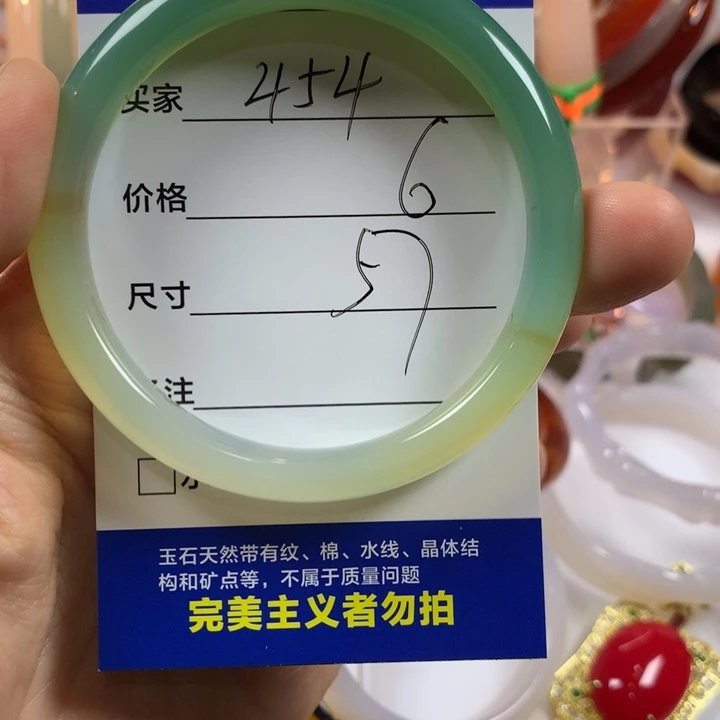 买家 454
价格 6
尺寸 57
注
玉石天然带有纹、棉、水线、晶体结
构和矿点等，不属于质量问题
完美主义者勿拍